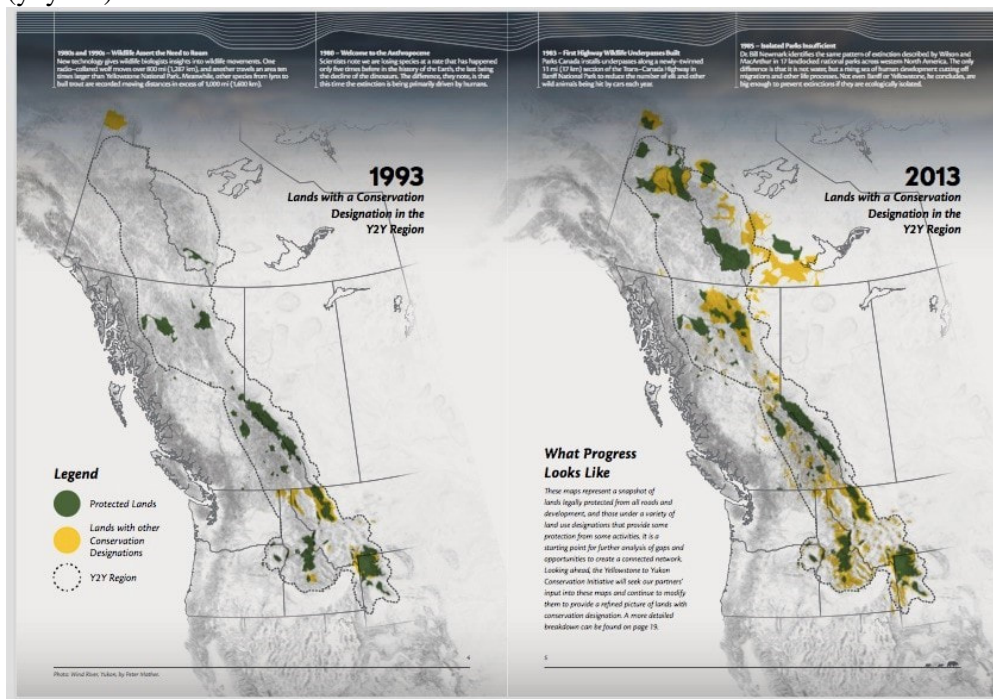 1980s and 1990s – Wildlife Assert the Need to Roam
New technology gives wildlife biologists insights into wildlife movements. One
radio-collared wolf moves over 800 mi (1,287 km), and another travels an area ten
times larger than Yellowstone National Park. Meanwhile, other species from lynx to
bull trout are recorded moving distances in excess of 1,000 mi (1,600 km).
1980 – Welcome to the Anthropocene
Scientists note we are losing species at a rate that has happened
only five times before in the history of the Earth, the last being
the decline of the dinosaurs. The difference, they note, is that
this time the extinction is being primarily driven by humans.
1983 – First Highway Wildlife Underpasses Built
Parks Canada installs underpasses along a newly-twinned
11 mi (17 km) section of the Trans-Canada Highway in
Banff National Park to reduce the number of elk and other
wild animals being hit by cars each year.
1985 – Isolated Parks Insufficient
Dr. Bill Newmark identifies the same pattern of extinction described by Wilson and
MacArthur in 17 landlocked national parks across western North America. The only
difference is that it is not water, but a rising sea of human development cutting off
migrations and other life processes. Not even Banff or Yellowstone, he concludes, are
big enough to prevent extinctions if they are ecologically isolated.
1993
Lands with a Conservation
Designation in the
Y2Y Region
Legend
Protected Lands
Lands with other
Conservation
Designations
Y2Y Region
4
Photo: Wind River, Yukon, by Peter Mather.
2013
Lands with a Conservation
Designation in the
Y2Y Region
What Progress
Looks Like
These maps represent a snapshot of
lands legally protected from all roads and
development, and those under a variety of
land use designations that provide some
protection from some activities. It is a
starting point for further analysis of gaps and
opportunities to create a connected network.
Looking ahead, the Yellowstone to Yukon
Conservation Initiative will seek our partners'
input into these maps and continue to modify
them to provide a refined picture of lands with
conservation designation. A more detailed
breakdown can be found on page 19.
5